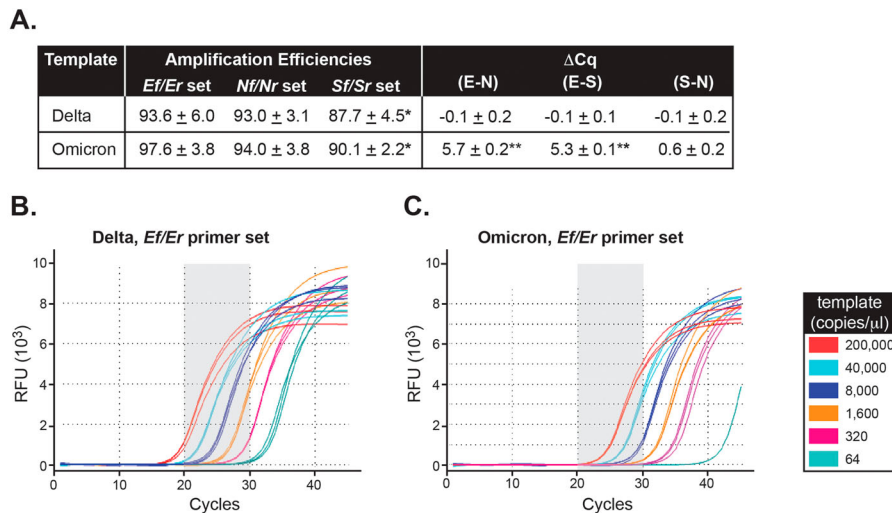 A.
Template Amplification Efficiencies ΔCq
Ef/Er set Nf/Nr set Sf/Sr set (E-N) (E-S) (S-N)
Delta 93.6 ± 6.0 93.0 ± 3.1 87.7 ± 4.5* -0.1 ± 0.2 -0.1 ± 0.1 -0.1 ± 0.2
Omicron 97.6 ± 3.8 94.0 ± 3.8 90.1 ± 2.2* 5.7 ± 0.2** 5.3 ± 0.1** 0.6 ± 0.2
B.
Delta, Ef/Er primer set
RFU (10³)
10
8
6
4
2
0
0 10 20 30 40
Cycles
C.
Omicron, Ef/Er primer set
RFU (10³)
10
8
6
4
2
0
0 10 20 30 40
Cycles
template
(copies/µl)
200,000
40,000
8,000
1,600
320
64